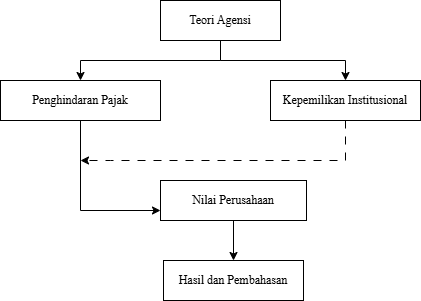 Teori Agensi
Penghindaran Pajak
Kepemilikan Institusional
Nilai Perusahaan
Hasil dan Pembahasan